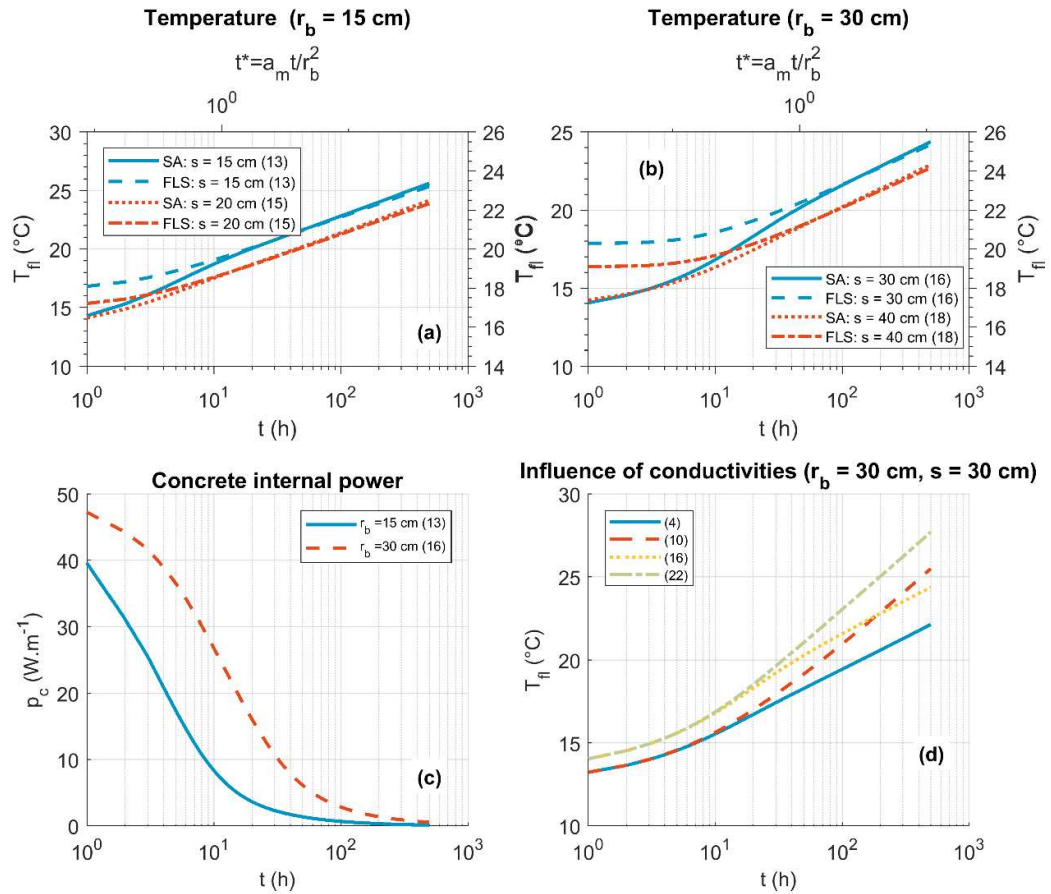 Temperature (r_b = 15 cm)
t*=a_m t/r_b^2
10^0
30
25
20
15
10
T_fl (°C)
26
24
22
20
18
16
14
T_fl (°C)
SA: s = 15 cm (13)
FLS: s = 15 cm (13)
SA: s = 20 cm (15)
FLS: s = 20 cm (15)
(a)
10^0 10^1 10^2 10^3
t (h)
Temperature (r_b = 30 cm)
t*=a_m t/r_b^2
10^0
25
20
15
10
5
T_fl (°C)
26
24
22
20
18
16
14
T_fl (°C)
(b)
SA: s = 30 cm (16)
FLS: s = 30 cm (16)
SA: s = 40 cm (18)
FLS: s = 40 cm (18)
10^0 10^1 10^2 10^3
t (h)
Concrete internal power
50
40
30
20
10
0
p_c (W.m^-1)
r_b =15 cm (13)
r_b =30 cm (16)
(c)
10^0 10^1 10^2 10^3
t (h)
Influence of conductivities (r_b = 30 cm, s = 30 cm)
30
25
20
15
10
T_fl (°C)
(4)
(10)
(16)
(22)
(d)
10^0 10^1 10^2 10^3
t (h)